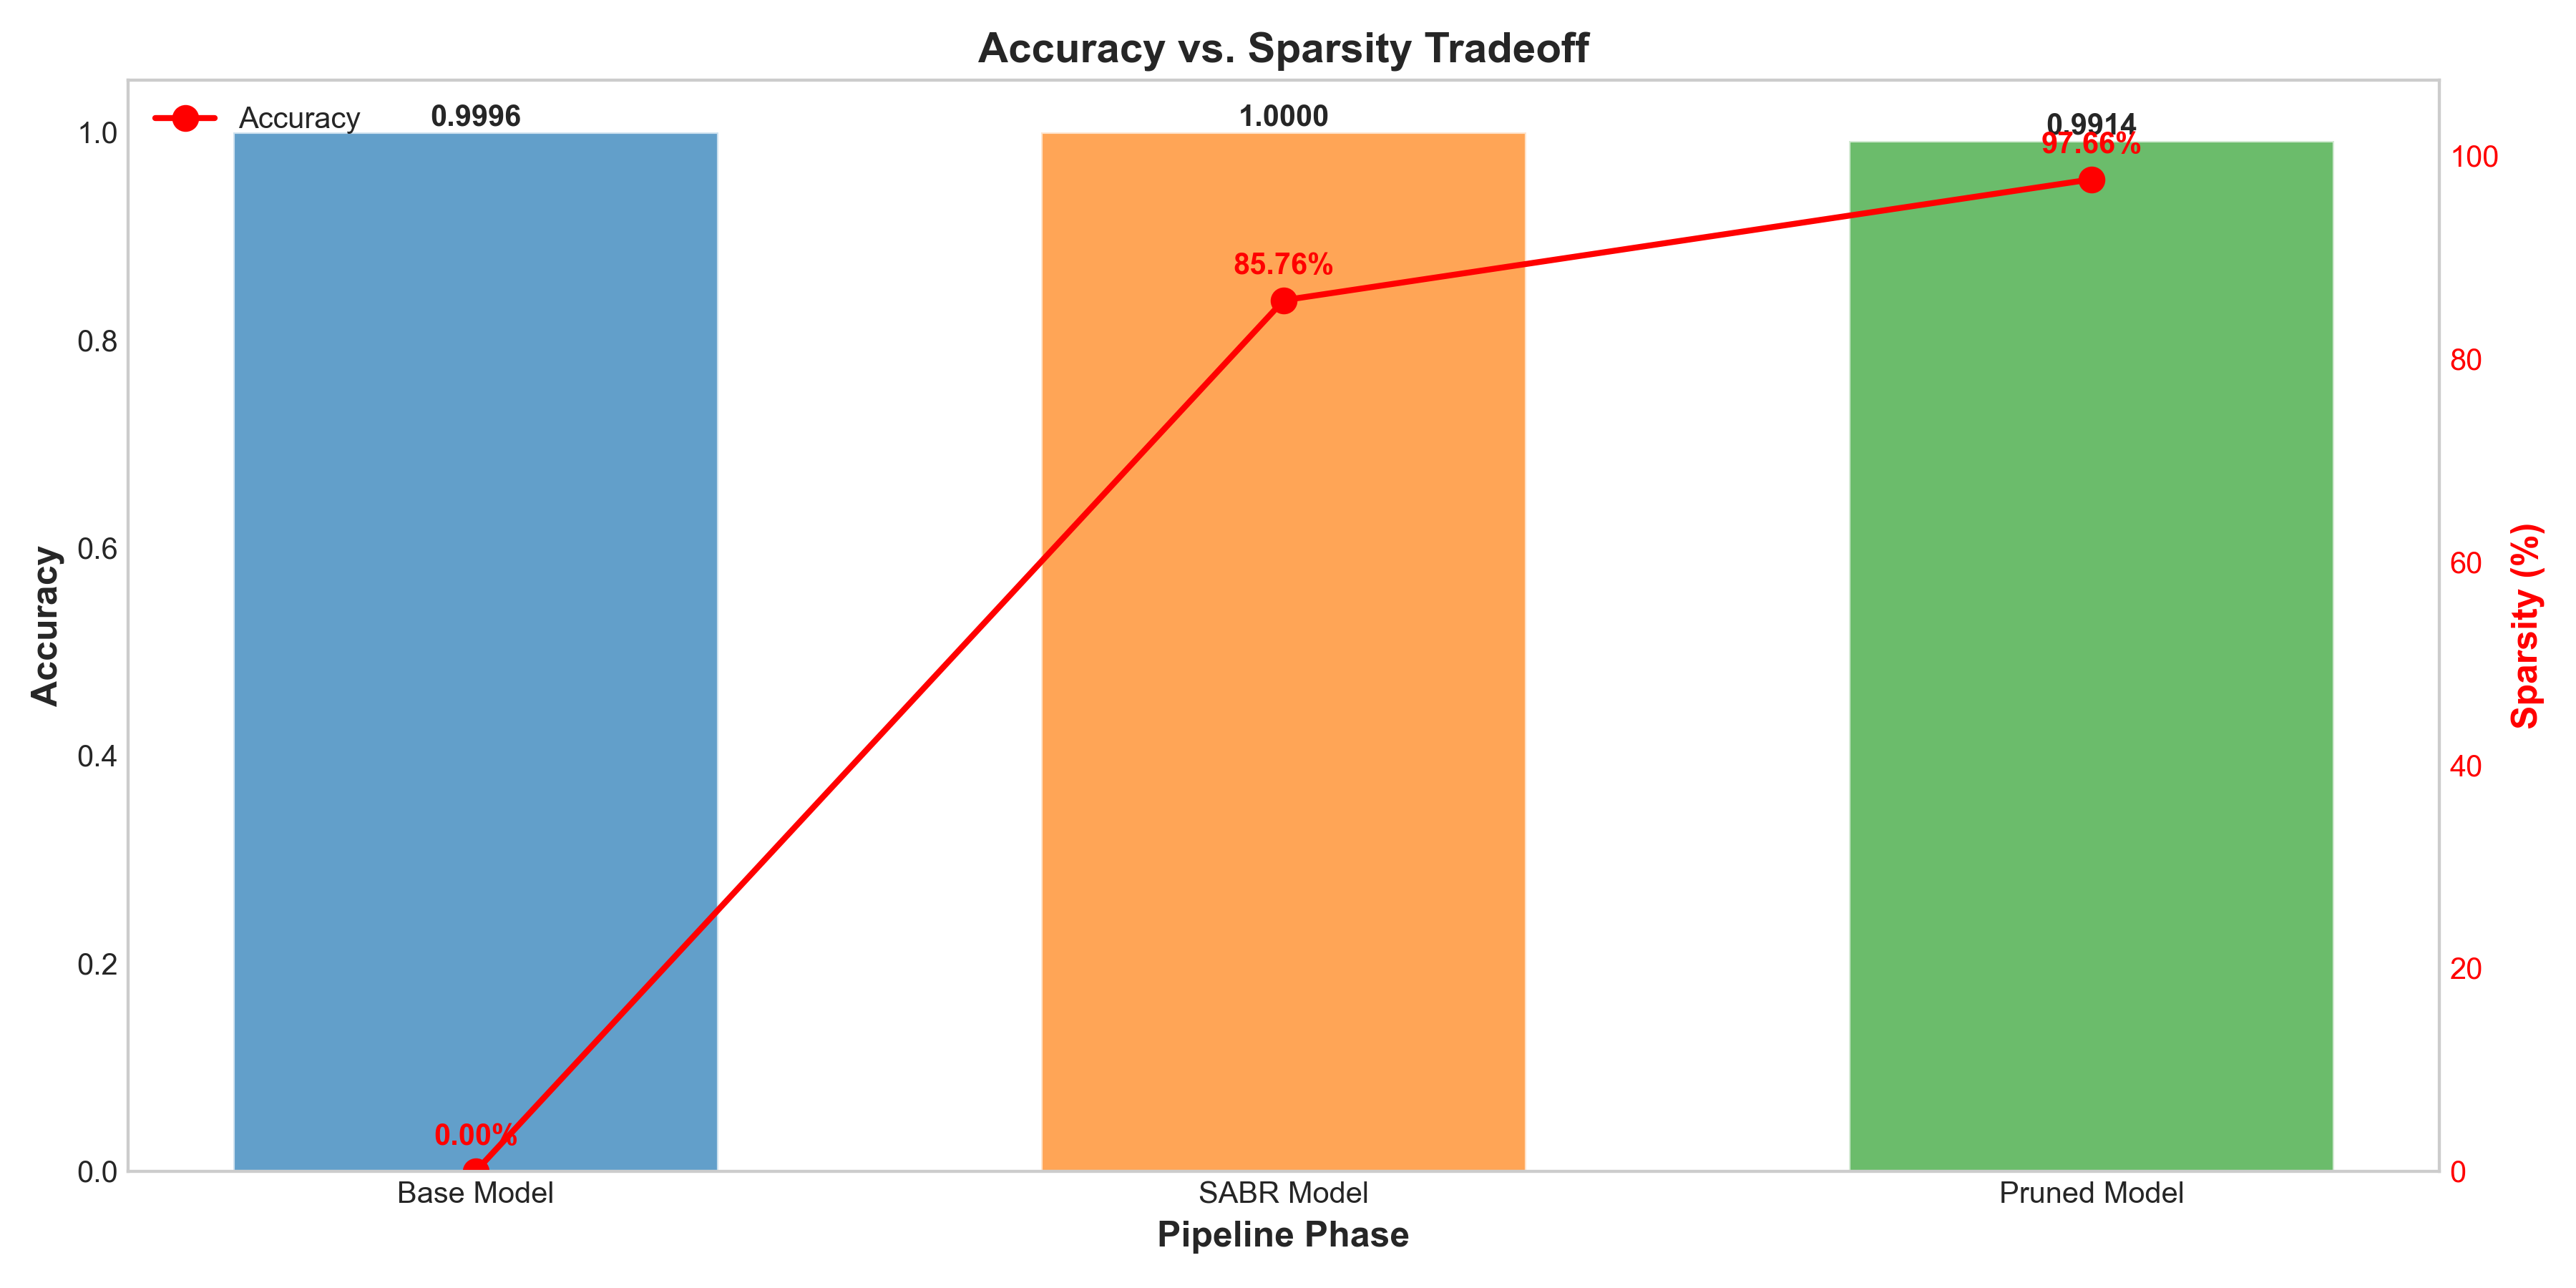 Accuracy vs. Sparsity Tradeoff
Accuracy
0.9996
1.0000
0.9914
97.66%
85.76%
0.00%
1.0
0.8
0.6
0.4
0.2
0.0
Accuracy
100
80
60
40
20
0
Sparsity (%)
Base Model
SABR Model
Pruned Model
Pipeline Phase